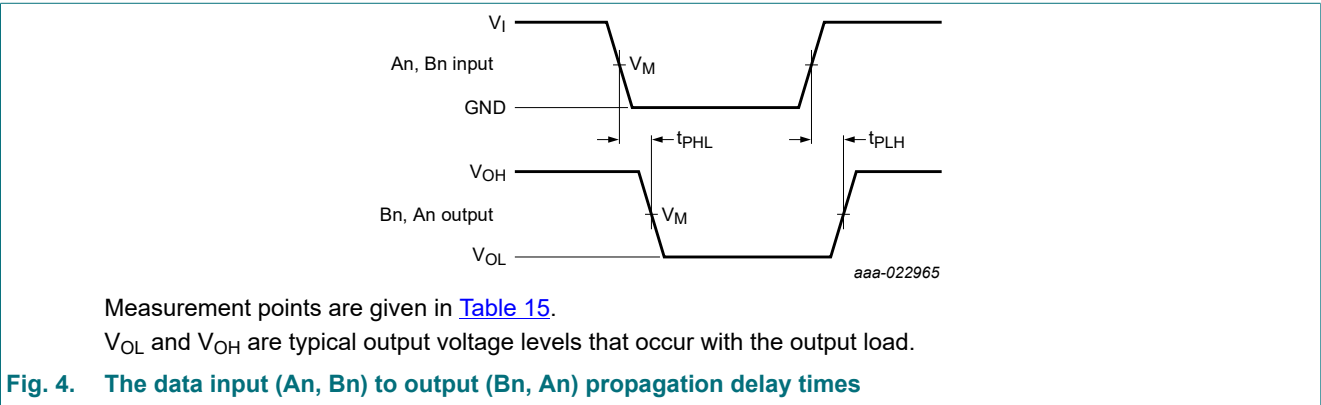 VI
An, Bn input
VM
GND
tPHL
tPLH
VOH
Bn, An output
VM
VOL
aaa-022965
Measurement points are given in Table 15.
VOL and VOH are typical output voltage levels that occur with the output load.
Fig. 4. The data input (An, Bn) to output (Bn, An) propagation delay times